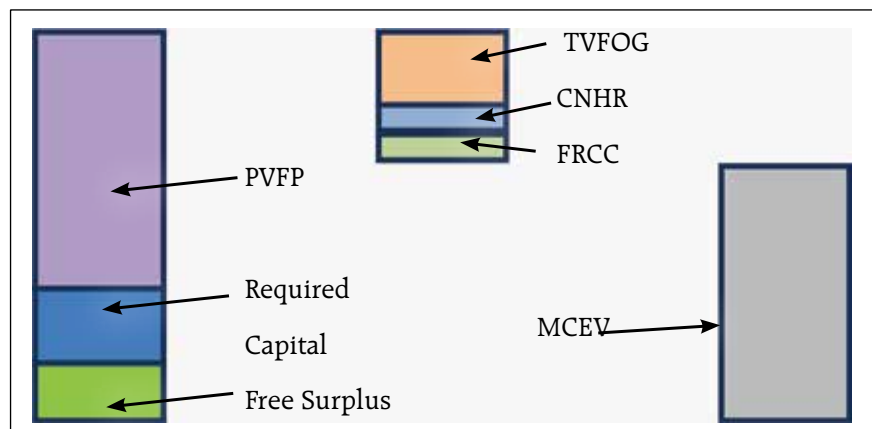 TVFOG
CNHR
FRCC
PVFP
Required
Capital
Free Surplus
MCEV